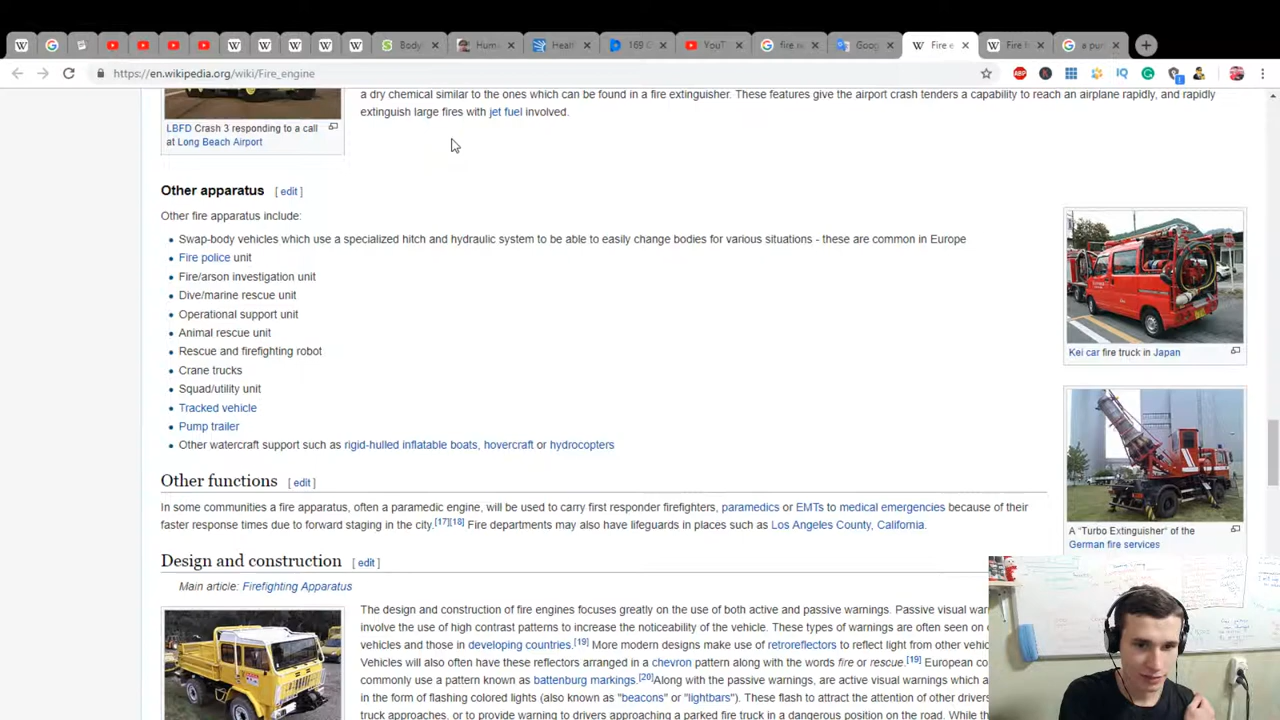 Body
Hum
Healt
169 C
YouT
fire re
Goog
Fire e
Fire h
a pur
https://en.wikipedia.org/wiki/Fire_engine
a dry chemical similar to the ones which can be found in a fire extinguisher. These features give the airport crash tenders a capability to reach an airplane rapidly, and rapidly
extinguish large fires with jet fuel involved.
LBFD Crash 3 responding to a call
at Long Beach Airport
Other apparatus [ edit ]
Other fire apparatus include:
• Swap-body vehicles which use a specialized hitch and hydraulic system to be able to easily change bodies for various situations - these are common in Europe
• Fire police unit
• Fire/arson investigation unit
• Dive/marine rescue unit
• Operational support unit
• Animal rescue unit
• Rescue and firefighting robot
• Crane trucks
• Squad/utility unit
• Tracked vehicle
• Pump trailer
• Other watercraft support such as rigid-hulled inflatable boats, hovercraft or hydrocopters
Kei car fire truck in Japan
A "Turbo Extinguisher" of the
German fire services
Other functions [ edit ]
In some communities a fire apparatus, often a paramedic engine, will be used to carry first responder firefighters, paramedics or EMTs to medical emergencies because of their
faster response times due to forward staging in the city.[17][18] Fire departments may also have lifeguards in places such as Los Angeles County, California.
Design and construction [ edit ]
Main article: Firefighting Apparatus
The design and construction of fire engines focuses greatly on the use of both active and passive warnings. Passive visual war
involve the use of high contrast patterns to increase the noticeability of the vehicle. These types of warnings are often seen on
vehicles and those in developing countries.[19] More modern designs make use of retroreflectors to reflect light from other vehic
Vehicles will also often have these reflectors arranged in a chevron pattern along with the words fire or rescue.[19] European co
commonly use a pattern known as battenburg markings.[20]Along with the passive warnings, are active visual warnings which a
in the form of flashing colored lights (also known as "beacons" or "lightbars"). These flash to attract the attention of other drivers
truck approaches, or to provide warning to drivers approaching a parked fire truck in a dangerous position on the road. While th